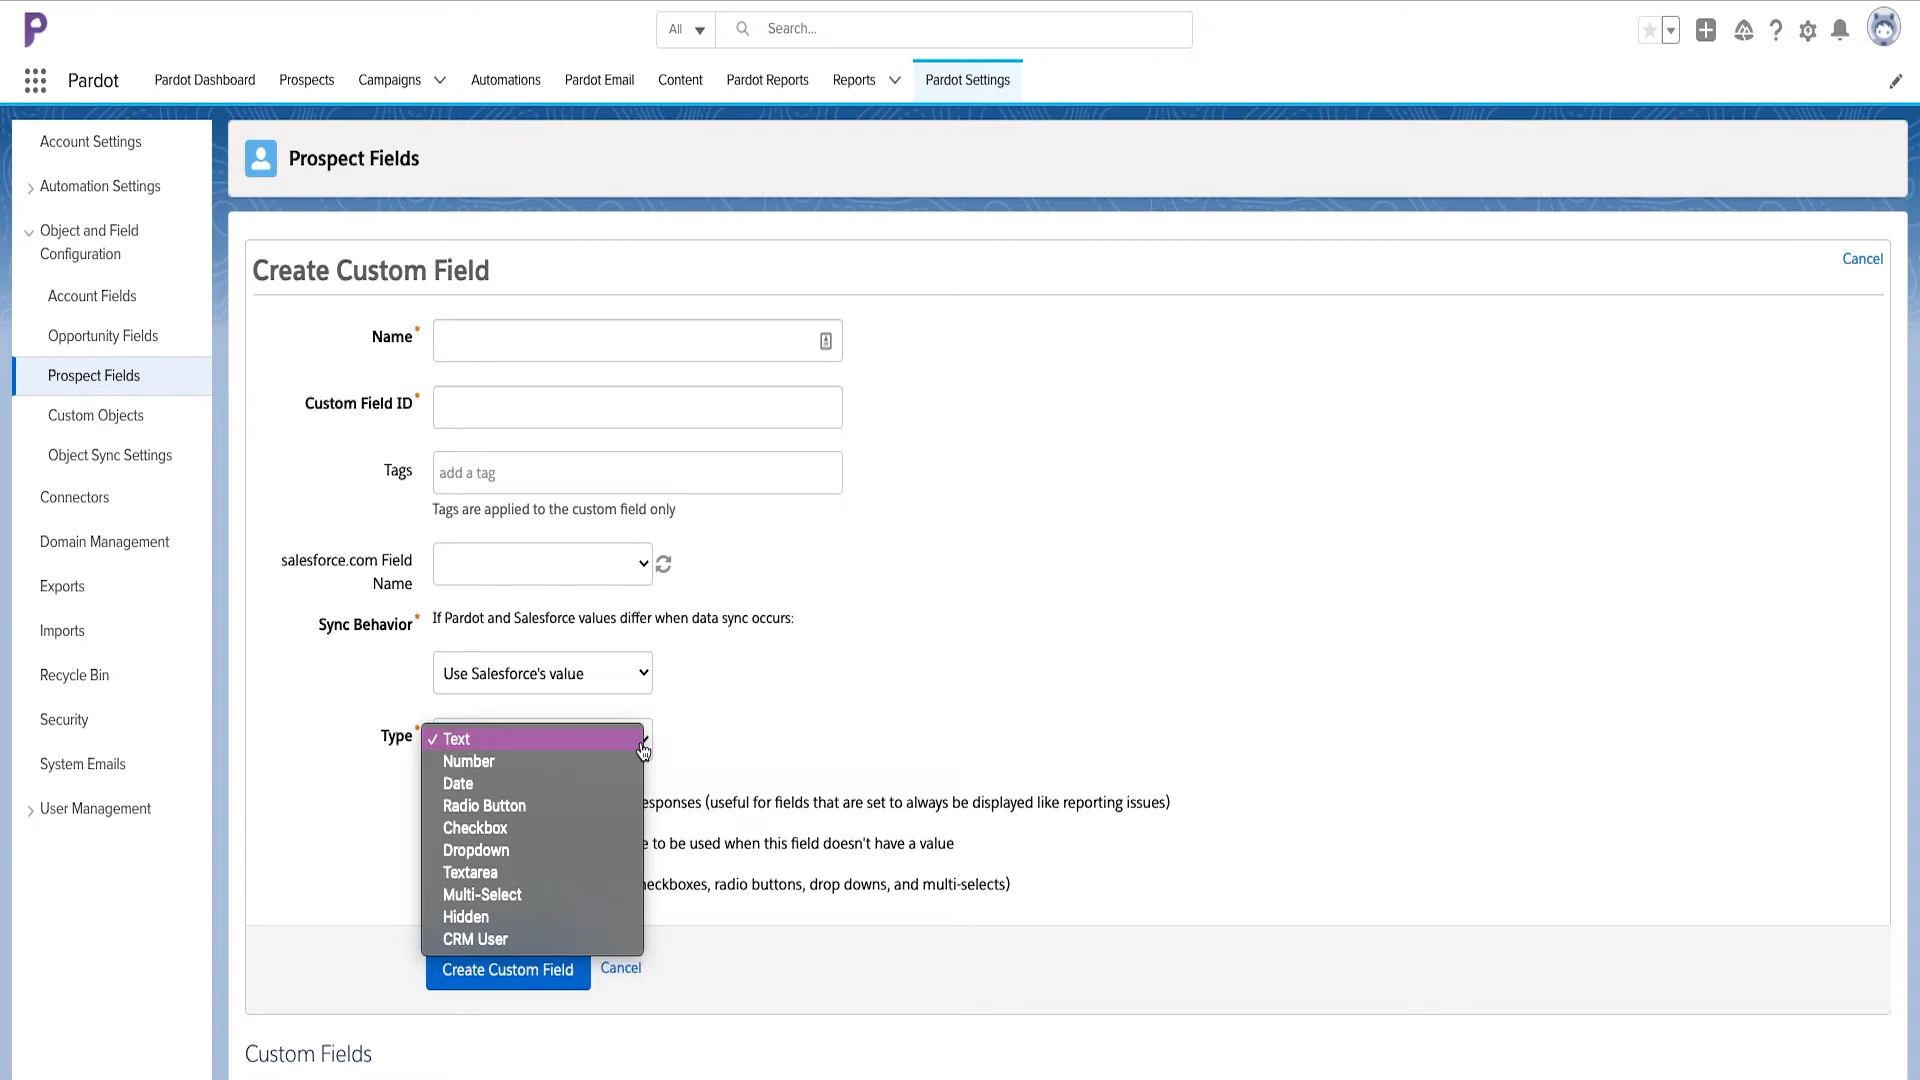 All
Search...
Pardot
Pardot Dashboard
Prospects
Campaigns
Automations
Pardot Email
Content
Pardot Reports
Reports
Pardot Settings
Account Settings
Automation Settings
Object and Field
Configuration
Account Fields
Opportunity Fields
Prospect Fields
Custom Objects
Object Sync Settings
Connectors
Domain Management
Exports
Imports
Recycle Bin
Security
System Emails
User Management
Prospect Fields
Create Custom Field
Cancel
Name*
Custom Field ID*
Tags
add a tag
Tags are applied to the custom field only
salesforce.com Field
Name
Sync Behavior*
If Pardot and Salesforce values differ when data sync occurs:
Use Salesforce's value
Type*
✓ Text
Number
Date
Radio Button
Checkbox
Dropdown
Textarea
Multi-Select
Hidden
CRM User
(useful for fields that are set to always be displayed like reporting issues)
to be used when this field doesn't have a value
radio buttons, drop downs, and multi-selects)
Create Custom Field
Cancel
Custom Fields